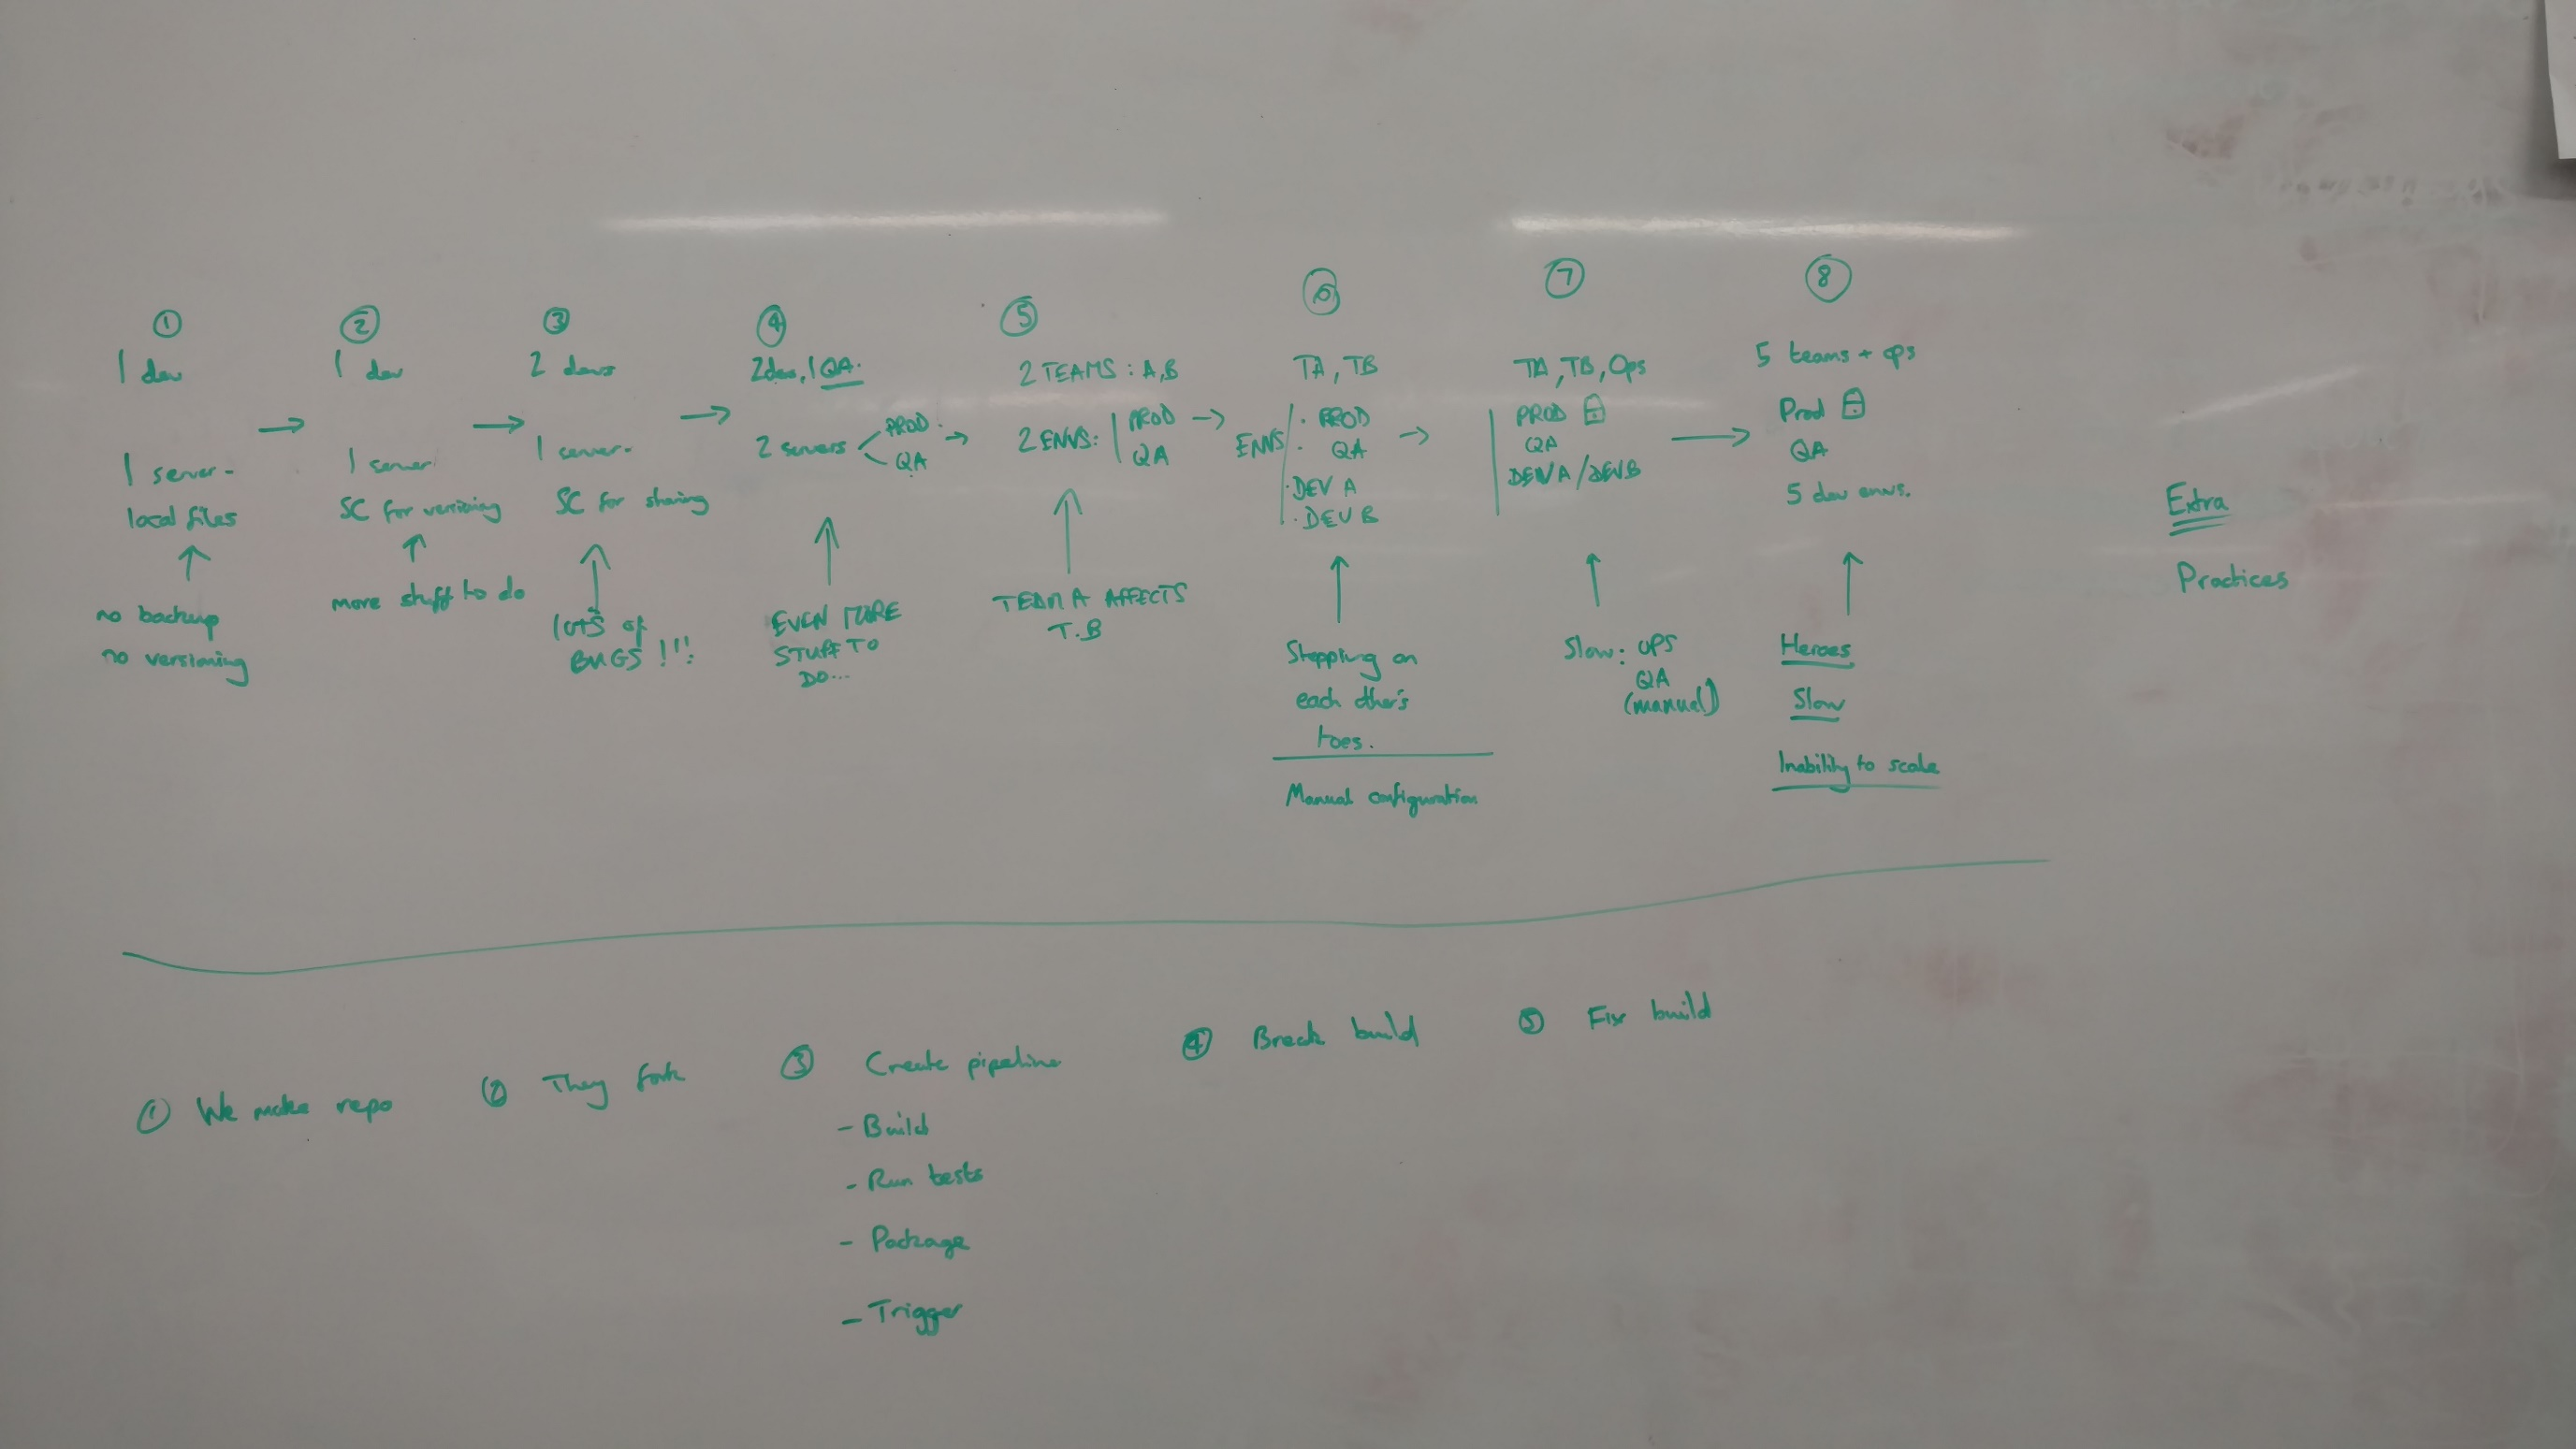 ①
1 dev
1 server
local files
no backup
no versioning
②
1 dev
1 server
SC for versioning
more stuff to do
③
2 devs
1 server
SC for sharing
lots of
BUGS !!!
④
2dev, 1 QA.
2 servers
PROD
QA
EVEN MORE
STUFF TO
DO...
⑤
2 TEAMS : A,B
2 ENVS:
PROD
QA
TEAM A AFFECTS
T.B
⑥
TA, TB
ENVS
· PROD
· QA
· DEV A
· DEV B
Stepping on
each other's
toes.
Manual configuration
⑦
TA, TB, Ops
PROD
QA
DEV A / DEV B
Slow: OPS
QA
(manual)
⑧
5 teams + ops
Prod
QA
5 dev envs.
Heroes
Slow
Inability to scale
Extra
Practices
① We make repo
② They fork
③ Create pipeline
- Build
- Run tests
- Package
- Trigger
④ Break build
⑤ Fix build